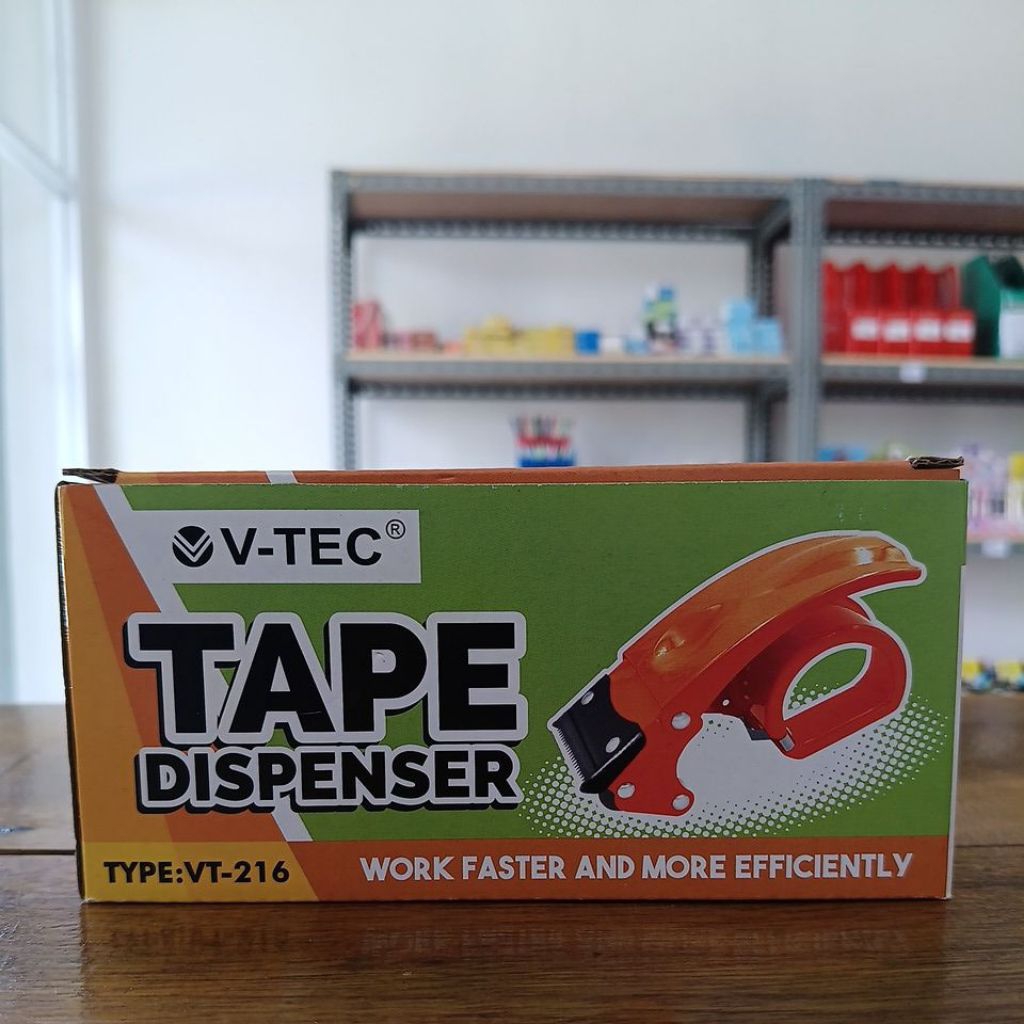 V-TEC®
TAPE
DISPENSER
TYPE:VT-216
WORK FASTER AND MORE EFFICIENTLY